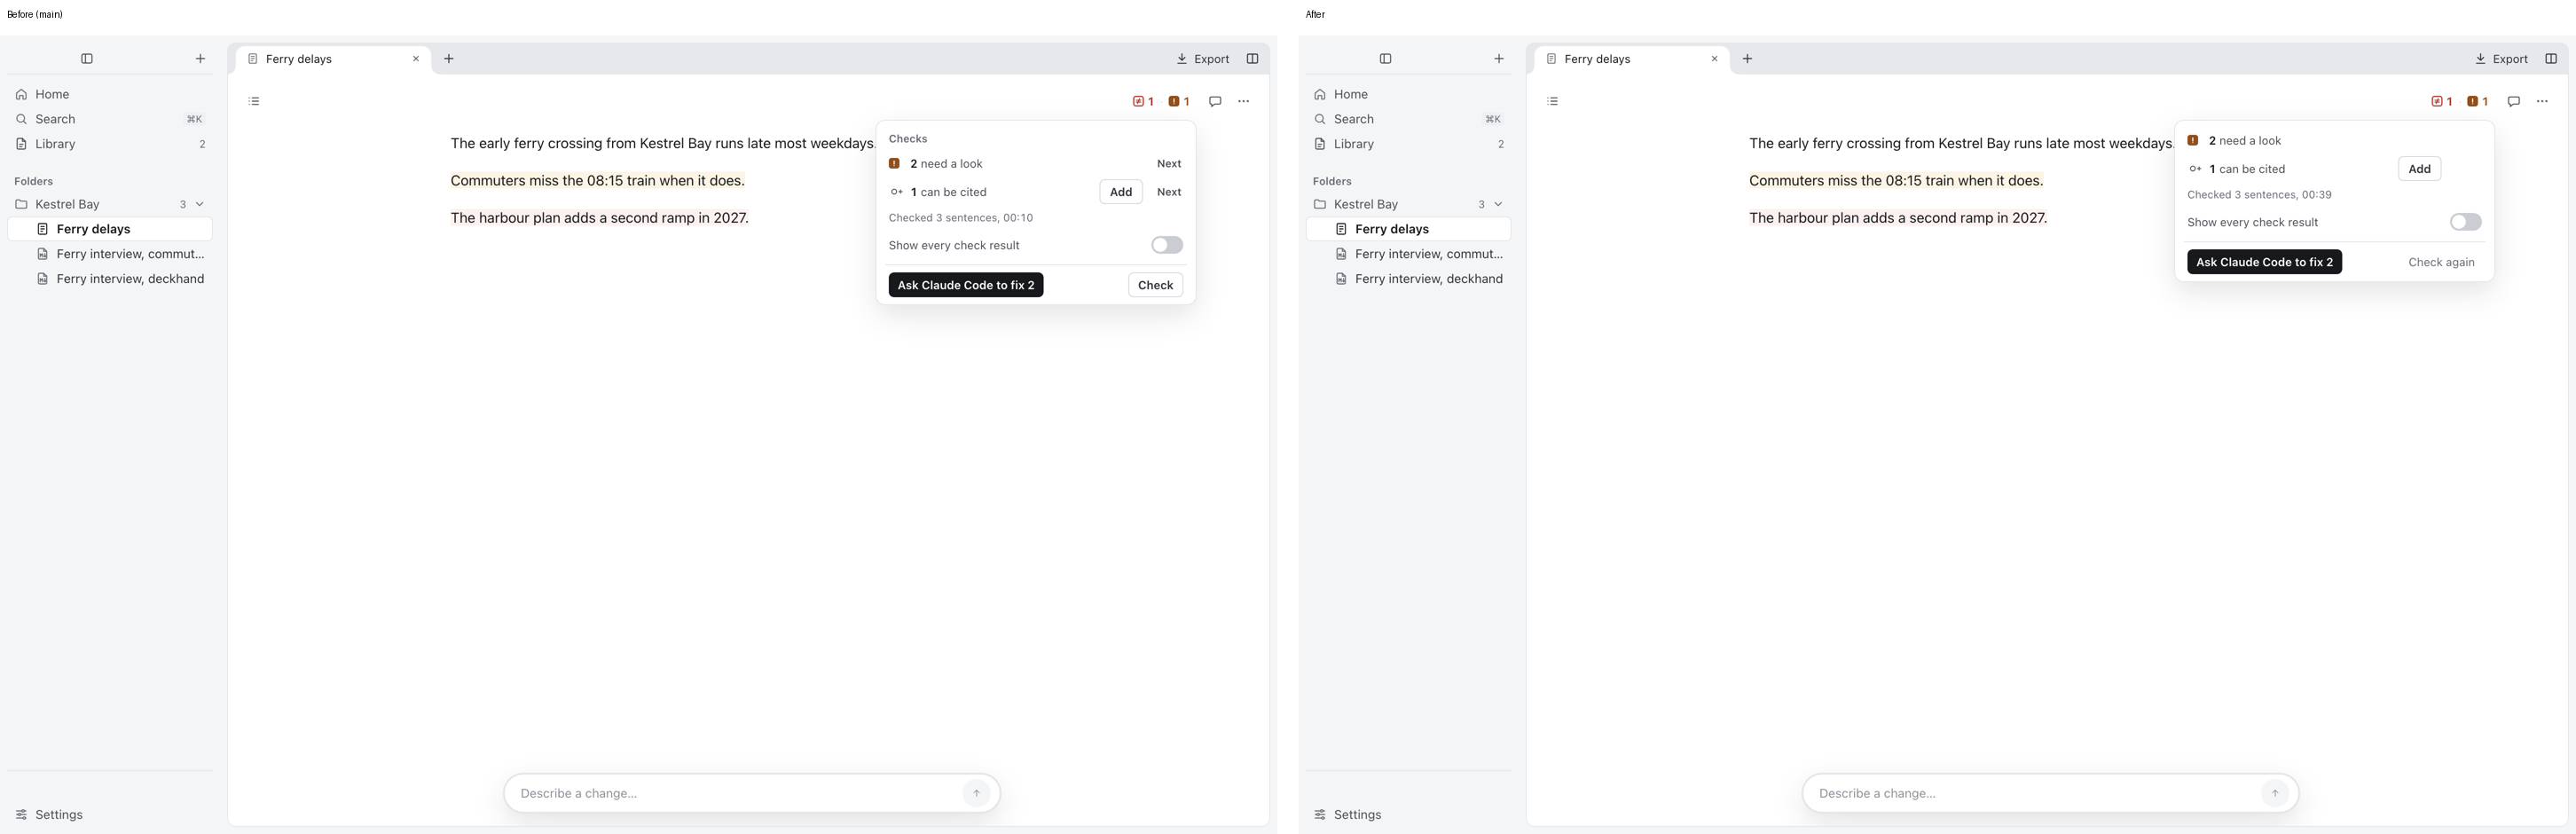 Before (main)
Ferry delays
Export
Home
Search ⌘K
Library 2
Folders
Kestrel Bay 3
Ferry delays
Ferry interview, commut...
Ferry interview, deckhand
Settings
1 1
The early ferry crossing from Kestrel Bay runs late most weekdays.
Commuters miss the 08:15 train when it does.
The harbour plan adds a second ramp in 2027.
Checks
2 need a look Next
1 can be cited Add Next
Checked 3 sentences, 00:10
Show every check result
Ask Claude Code to fix 2 Check
Describe a change...
After
Ferry delays
Export
Home
Search ⌘K
Library 2
Folders
Kestrel Bay 3
Ferry delays
Ferry interview, commut...
Ferry interview, deckhand
Settings
1 1
The early ferry crossing from Kestrel Bay runs late most weekdays.
Commuters miss the 08:15 train when it does.
The harbour plan adds a second ramp in 2027.
2 need a look
1 can be cited Add
Checked 3 sentences, 00:39
Show every check result
Ask Claude Code to fix 2 Check again
Describe a change...